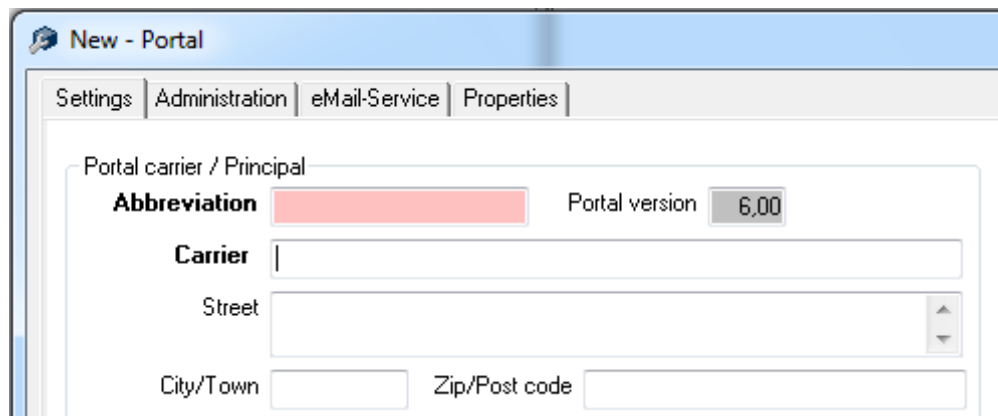 New - Portal
Settings Administration eMail-Service Properties
Portal carrier / Principal
Abbreviation Portal version 6,00
Carrier
Street
City/Town Zip/Post code